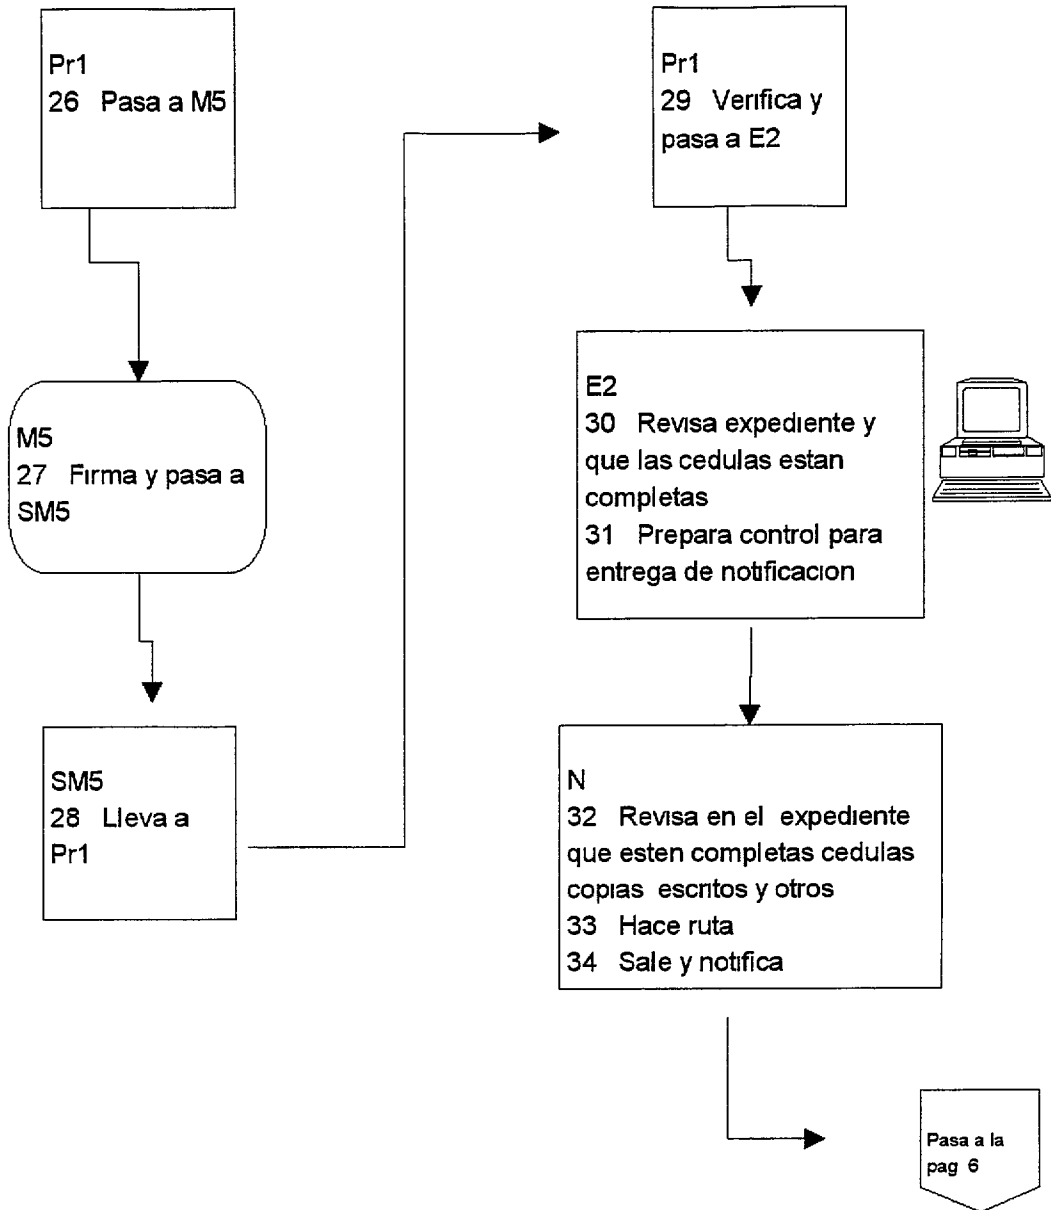 Pr1
26 Pasa a M5
M5
27 Firma y pasa a
SM5
SM5
28 Lleva a
Pr1
Pr1
29 Verifica y
pasa a E2
E2
30 Revisa expediente y
que las cedulas estan
completas
31 Prepara control para
entrega de notificacion
N
32 Revisa en el expediente
que esten completas cedulas
copias escritos y otros
33 Hace ruta
34 Sale y notifica
Pasa a la
pag 6